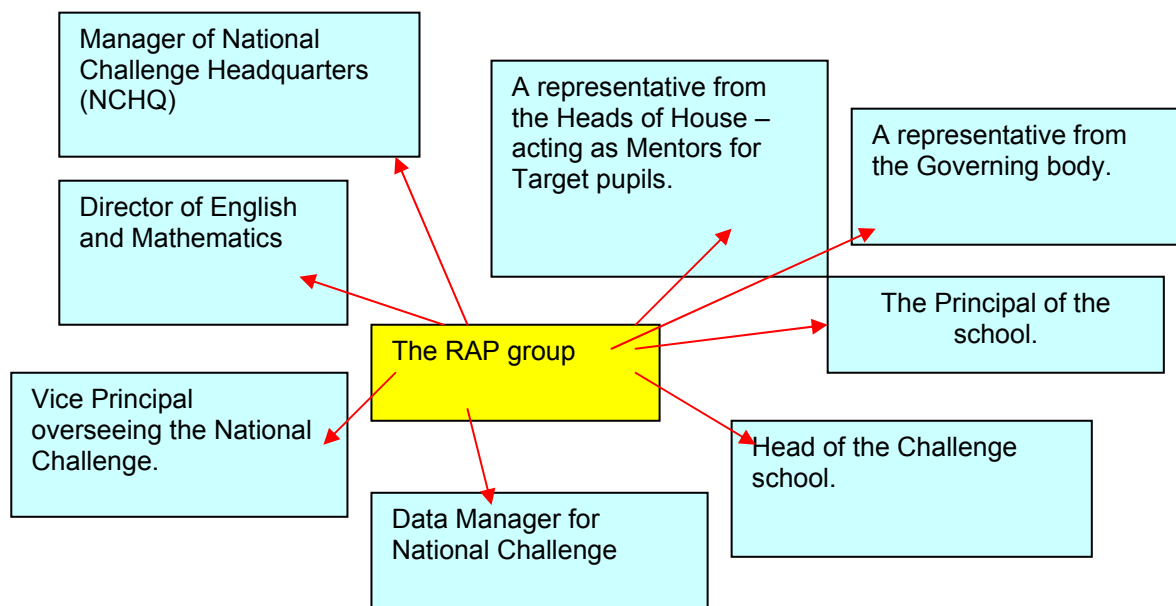 Manager of National
Challenge Headquarters
(NCHQ)
A representative from
the Heads of House –
acting as Mentors for
Target pupils.
A representative from
the Governing body.
Director of English
and Mathematics
The Principal of the
school.
The RAP group
Vice Principal
overseeing the National
Challenge.
Head of the Challenge
school.
Data Manager for
National Challenge